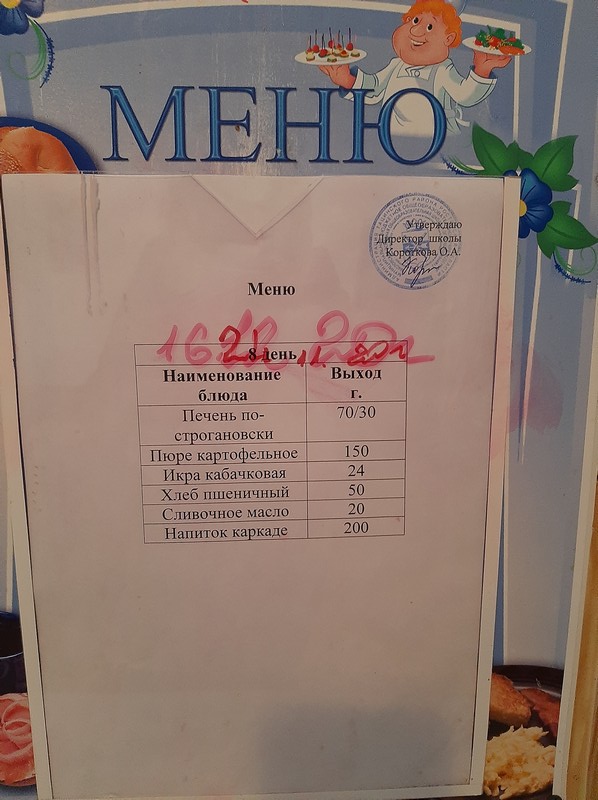 МЕНЮ
Утверждаю
Директор школы
Короткова О.А.
Меню
8 день
Наименование блюда
Выход г.
Печень по-строгановски
70/30
Пюре картофельное
150
Икра кабачковая
24
Хлеб пшеничный
50
Сливочное масло
20
Напиток каркаде
200